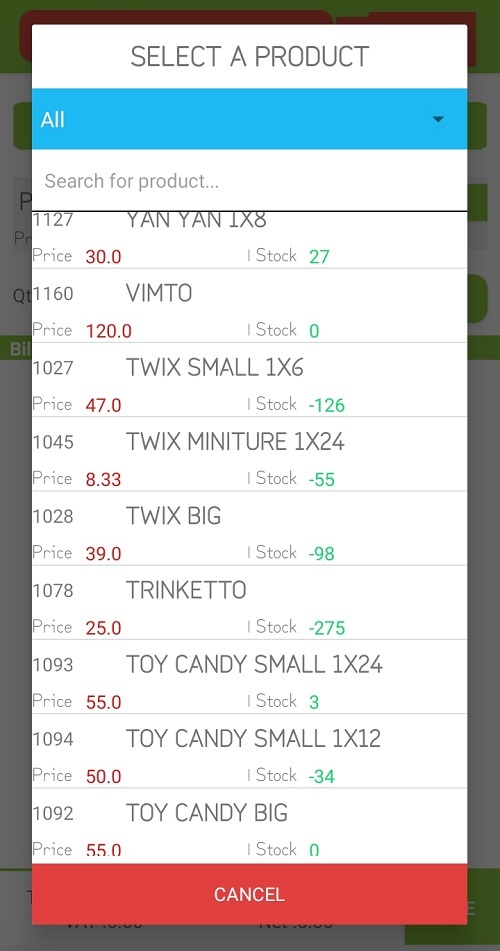 SELECT A PRODUCT
All
Search for product...
1127 YAN YAN 1X8
Price 30.0 | Stock 27
1160 VIMTO
Price 120.0 | Stock 0
1027 TWIX SMALL 1X6
Price 47.0 | Stock -126
1045 TWIX MINITURE 1X24
Price 8.33 | Stock -55
1028 TWIX BIG
Price 39.0 | Stock -98
1078 TRINKETTO
Price 25.0 | Stock -275
1093 TOY CANDY SMALL 1X24
Price 55.0 | Stock 3
1094 TOY CANDY SMALL 1X12
Price 50.0 | Stock -34
1092 TOY CANDY BIG
Price 55.0 | Stock 0
CANCEL